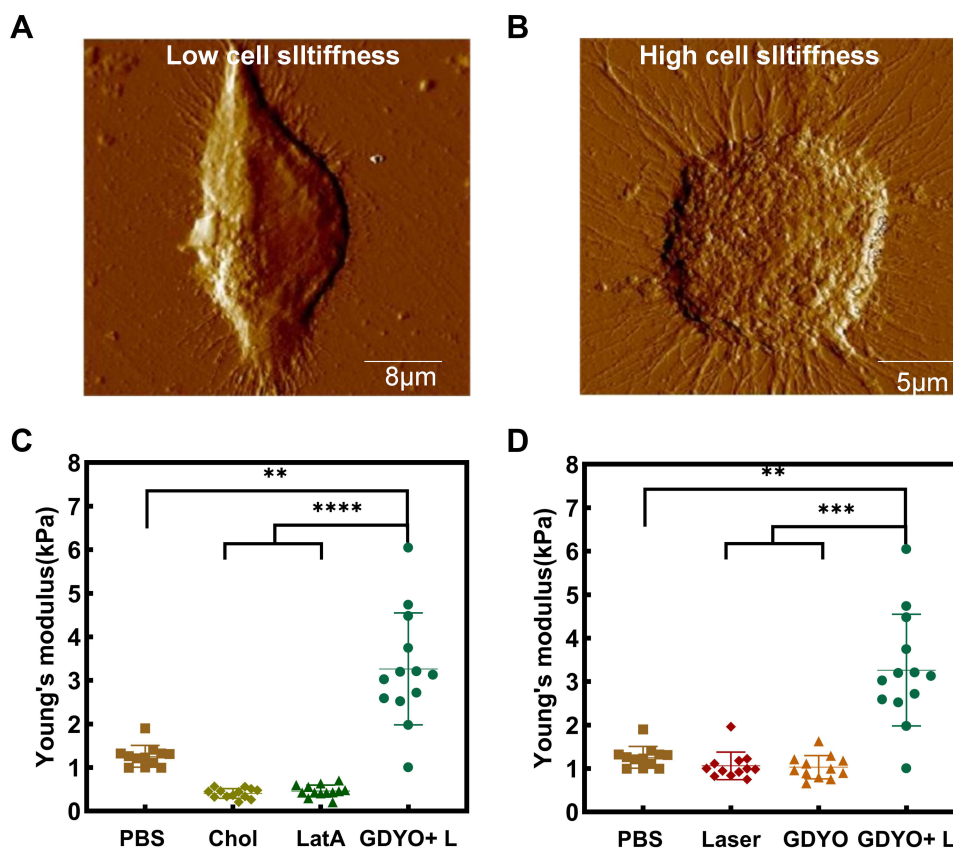 A
B
Low cell slltiffness
High cell slltiffness
8μm
5μm
C
D
Young's modulus(kPa)
8
7
6
5
4
3
2
1
0
**
****
PBS
Chol
LatA
GDYO+ L
Young's modulus(kPa)
8
7
6
5
4
3
2
1
0
**
***
PBS
Laser
GDYO
GDYO+ L